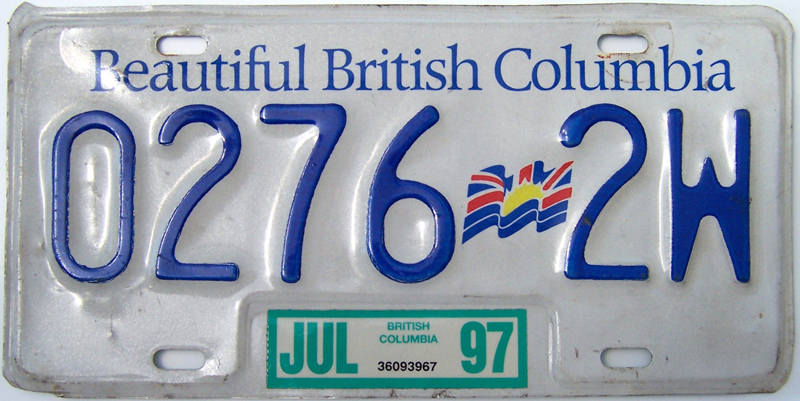 Beautiful British Columbia
0276 2W
JUL BRITISH COLUMBIA 97
36093967